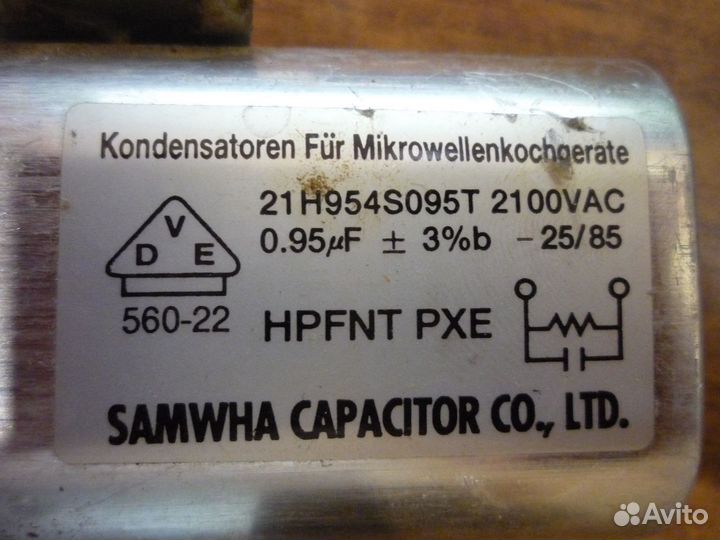 Kondensatoren Für Mikrowellenkochgerate
21H954S095T 2100VAC
0.95µF ± 3%b -25/85
V
D E
560-22
HPFNT PXE
SAMWHA CAPACITOR CO., LTD.
Avito